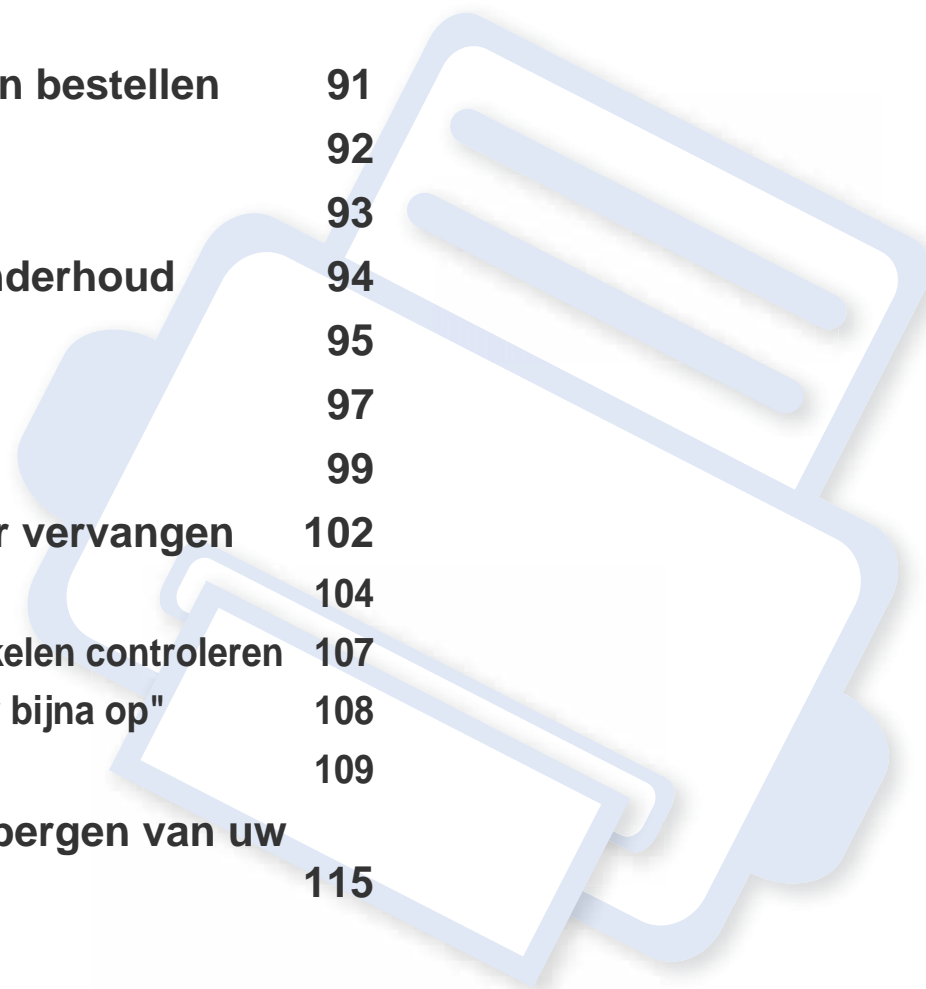 n bestellen 91
92
93
nderhoud 94
95
97
99
r vervangen 102
104
kelen controleren 107
bijna op" 108
109
bergen van uw
115